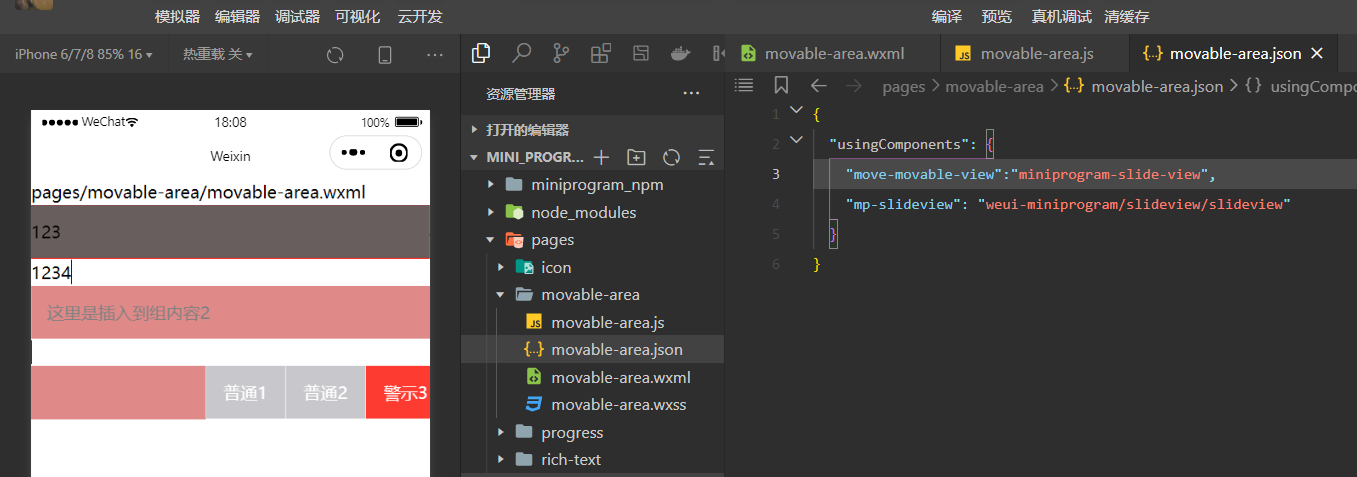 模拟器 编辑器 调试器 可视化 云开发 编译 预览 真机调试 清缓存
iPhone 6/7/8 85% 16 热重载 关
movable-area.wxml movable-area.js movable-area.json
资源管理器
pages movable-area movable-area.json usingCompo
打开的编辑器
MINI_PROGR...
miniprogram_npm
node_modules
pages
icon
movable-area
movable-area.js
movable-area.json
movable-area.wxml
movable-area.wxss
progress
rich-text
1 {
2 "usingComponents": {
3 "move-movable-view":"miniprogram-slide-view",
4 "mp-slideview": "weui-miniprogram/slideview/slideview"
5 }
6 }
WeChat 18:08 100%
Weixin
pages/movable-area/movable-area.wxml
123
1234
这里是插入到组内容2
普通1 普通2 警示3